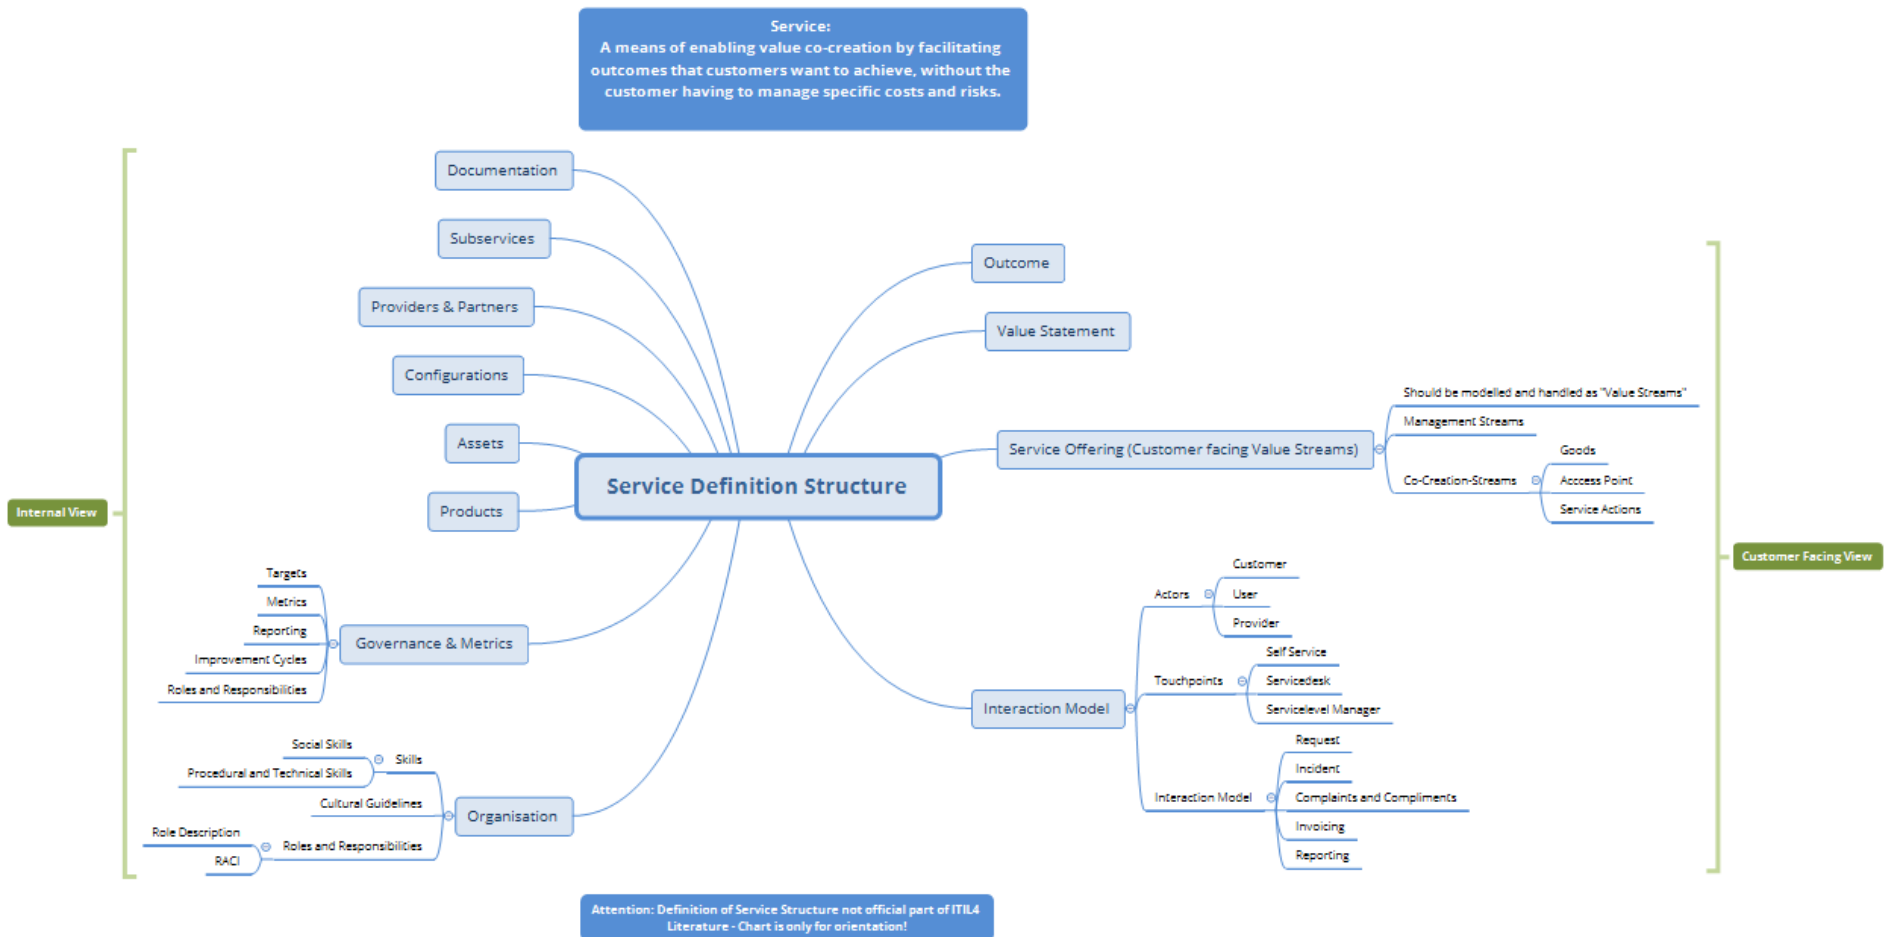 Service:
A means of enabling value co-creation by facilitating
outcomes that customers want to achieve, without the
customer having to manage specific costs and risks.
Documentation
Subservices
Providers & Partners
Configurations
Assets
Products
Internal View
Targets
Metrics
Reporting
Improvement Cycles
Roles and Responsibilities
Governance & Metrics
Social Skills
Procedural and Technical Skills
Skills
Cultural Guidelines
Role Description
RACI
Roles and Responsibilities
Organisation
Service Definition Structure
Outcome
Value Statement
Service Offering (Customer facing Value Streams)
Should be modelled and handled as "Value Streams"
Management Streams
Co-Creation-Streams
Goods
Acccess Point
Service Actions
Interaction Model
Actors
Customer
User
Provider
Touchpoints
Self Service
Servicedesk
Servicelevel Manager
Interaction Model
Request
Incident
Complaints and Compliments
Invoicing
Reporting
Customer Facing View
Attention: Definition of Service Structure not official part of ITIL4
Literature - Chart is only for orientation!